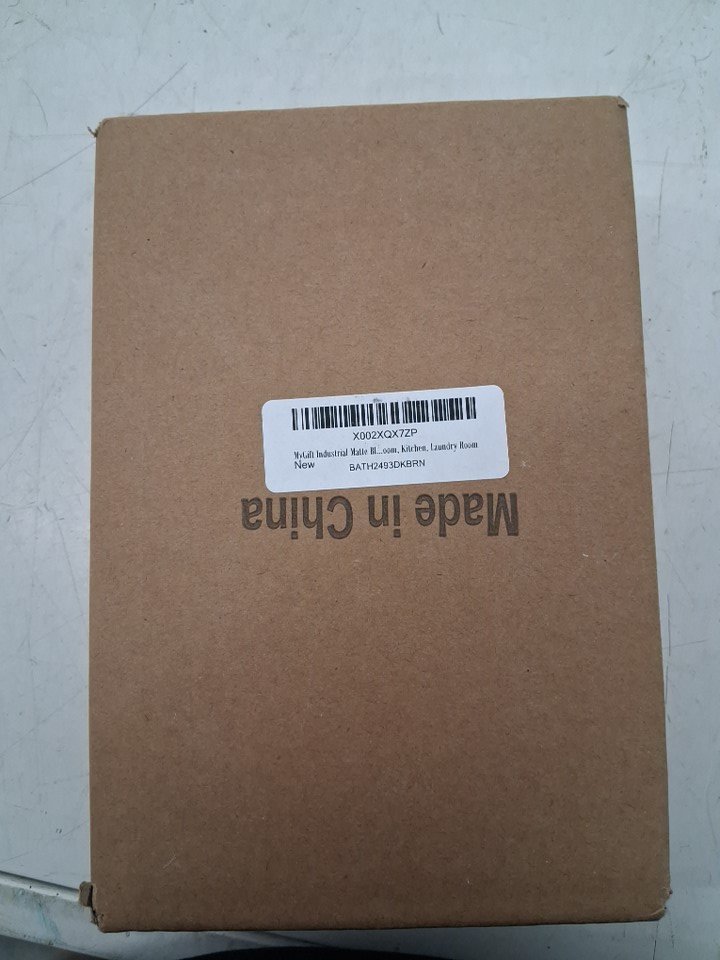 X002XQX7ZP
MyGift Industrial Matte Bl...oom, Kitchen, Laundry Room
New BATH2493DKBRN
Made in China